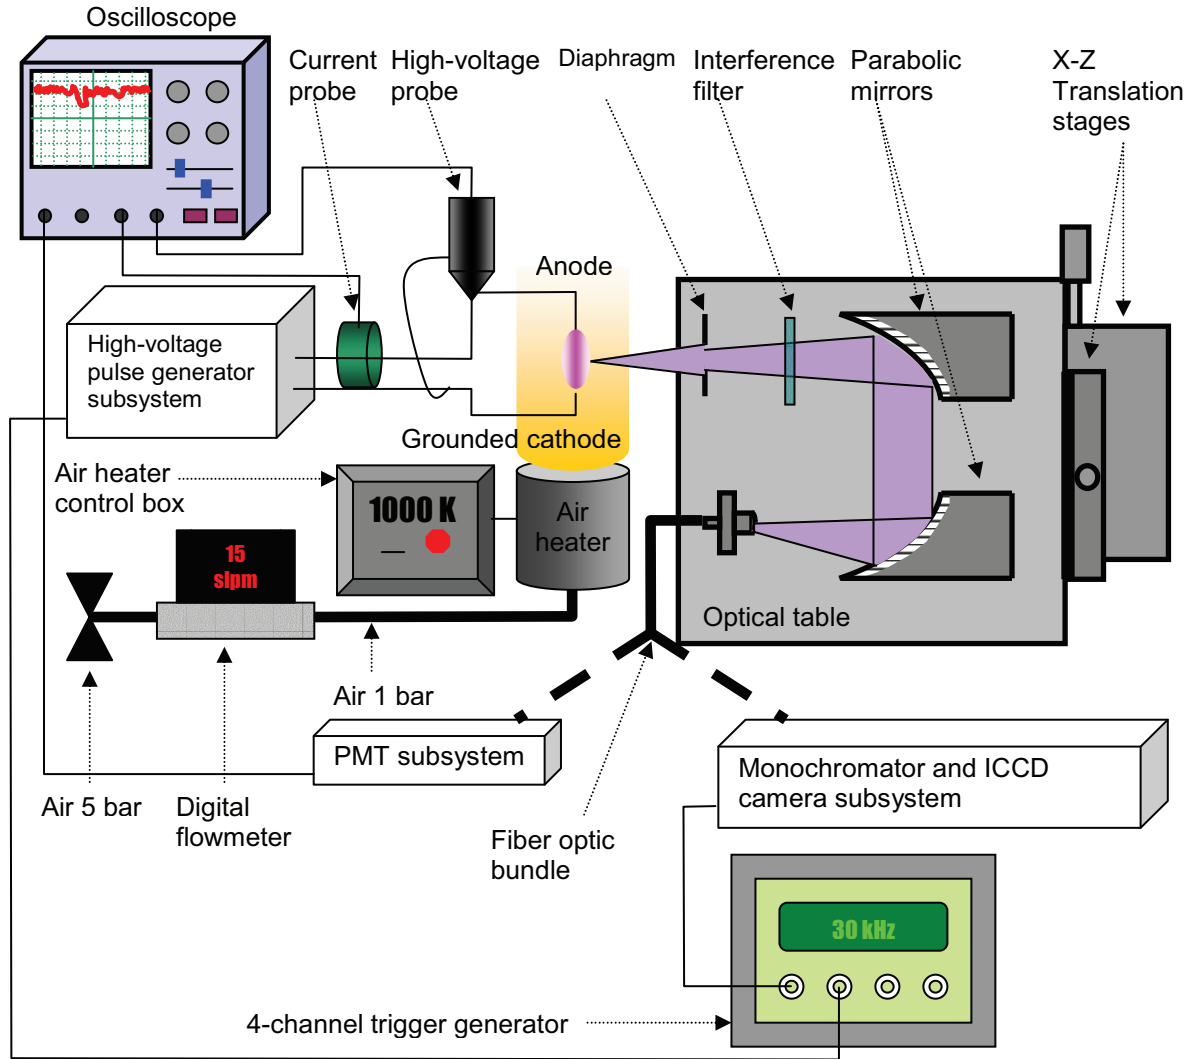 Oscilloscope
Current
probe
High-voltage
probe
Diaphragm
Interference
filter
Parabolic
mirrors
X-Z
Translation
stages
Anode
High-voltage
pulse generator
subsystem
Grounded cathode
Air heater
control box
1000 K
Air
heater
15
slpm
Optical table
Air 1 bar
PMT subsystem
Monochromator and ICCD
camera subsystem
Air 5 bar
Digital
flowmeter
Fiber optic
bundle
30 kHz
4-channel trigger generator